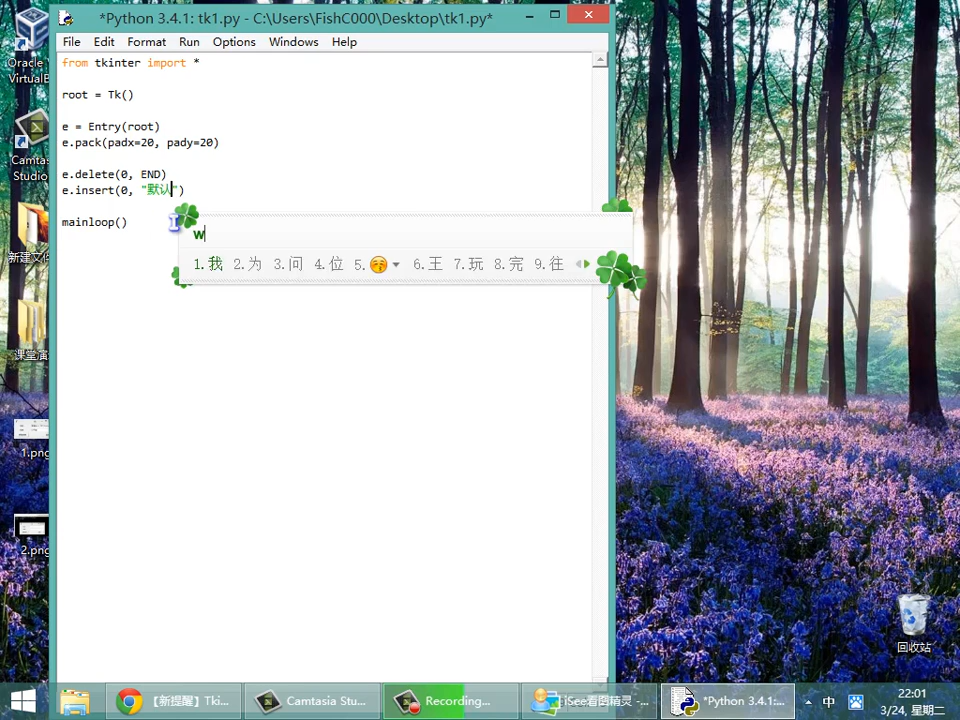 *Python 3.4.1: tk1.py - C:\Users\FishC000\Desktop\tk1.py*
File Edit Format Run Options Windows Help
from tkinter import *
root = Tk()
e = Entry(root)
e.pack(padx=20, pady=20)
e.delete(0, END)
e.insert(0, "默认")
mainloop()
w
1.我 2.为 3.问 4.位 5. 6.王 7.玩 8.完 9.往
Oracle
VirtualB
Camtas
Studio
新建文件
课堂演
1.png
2.png
回收站
【新提醒】Tki...
Camtasia Stu...
Recording...
iSee看图精灵 -...
*Python 3.4.1:...
中
22:01
3/24, 星期二